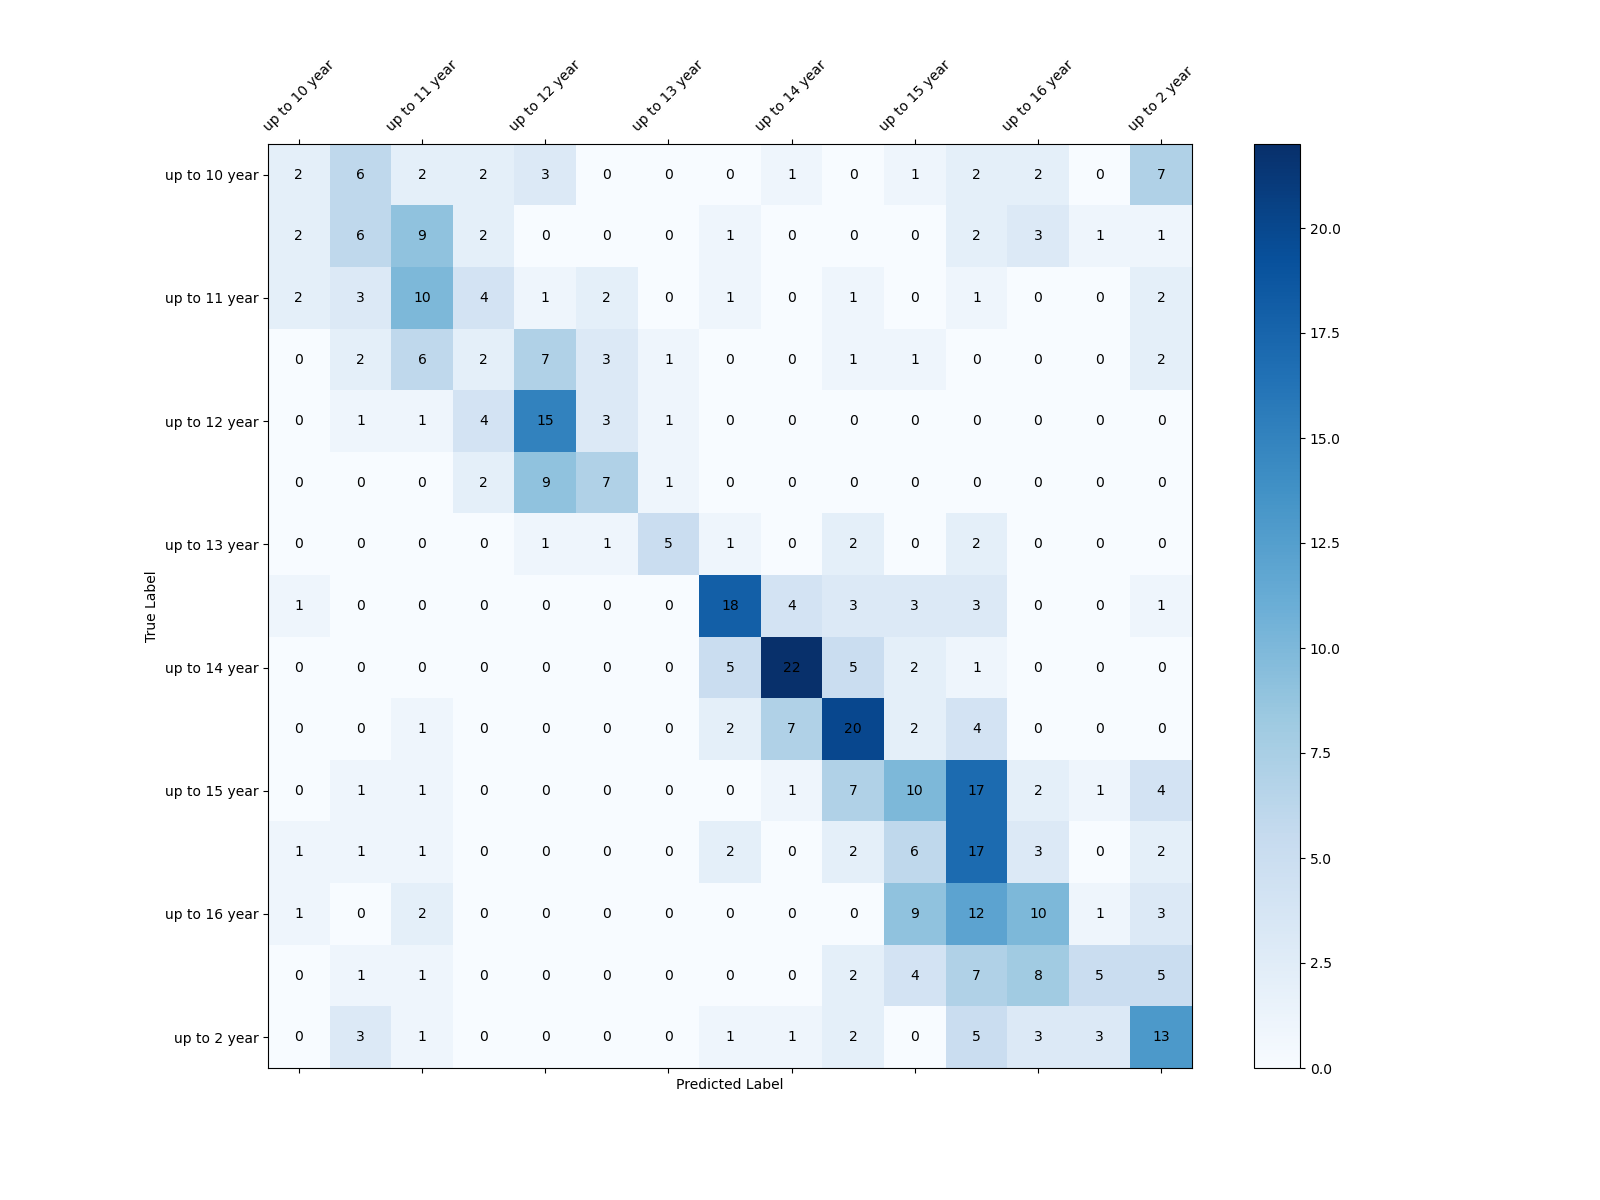 up to 10 year up to 11 year up to 12 year up to 13 year up to 14 year up to 15 year up to 16 year up to 2 year
up to 10 year 2 6 2 2 3 0 0 0 1 0 1 2 2 0 7
2 6 9 2 0 0 0 1 0 0 0 2 3 1 1
up to 11 year 2 3 10 4 1 2 0 1 0 1 0 1 0 0 2
0 2 6 2 7 3 1 0 0 1 1 0 0 0 2
up to 12 year 0 1 1 4 15 3 1 0 0 0 0 0 0 0 0
0 0 0 2 9 7 1 0 0 0 0 0 0 0 0
up to 13 year 0 0 0 0 1 1 5 1 0 2 0 2 0 0 0
1 0 0 0 0 0 0 18 4 3 3 3 0 0 1
up to 14 year 0 0 0 0 0 0 0 5 22 5 2 1 0 0 0
0 0 1 0 0 0 0 2 7 20 2 4 0 0 0
up to 15 year 0 1 1 0 0 0 0 0 1 7 10 17 2 1 4
1 1 1 0 0 0 0 2 0 2 6 17 3 0 2
up to 16 year 1 0 2 0 0 0 0 0 0 0 9 12 10 1 3
0 1 1 0 0 0 0 0 0 2 4 7 8 5 5
up to 2 year 0 3 1 0 0 0 0 1 1 2 0 5 3 3 13
True Label
Predicted Label
20.0
17.5
15.0
12.5
10.0
7.5
5.0
2.5
0.0